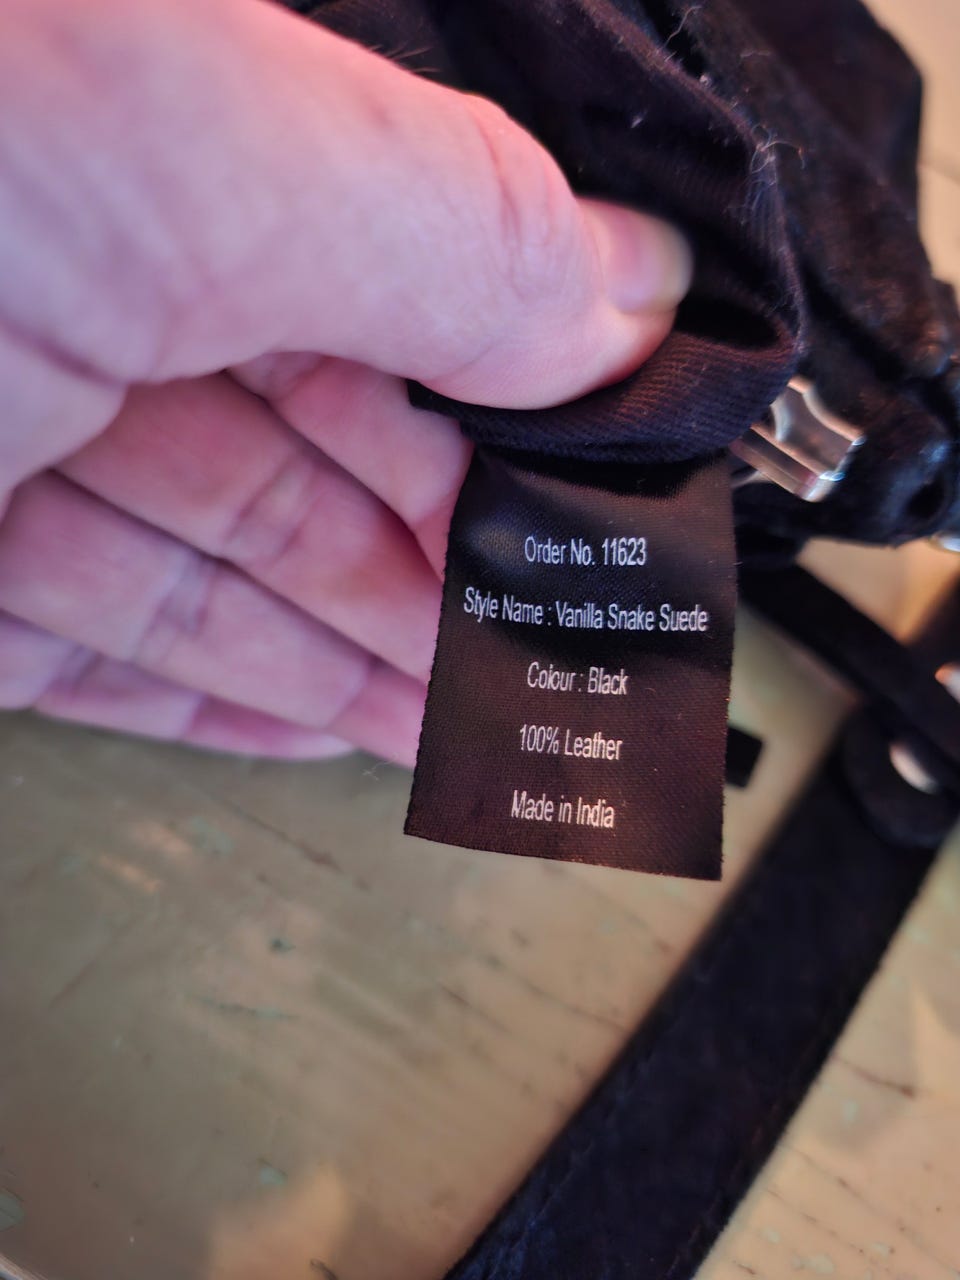 Order No. 11623
Style Name : Vanilla Snake Suede
Colour : Black
100% Leather
Made in India